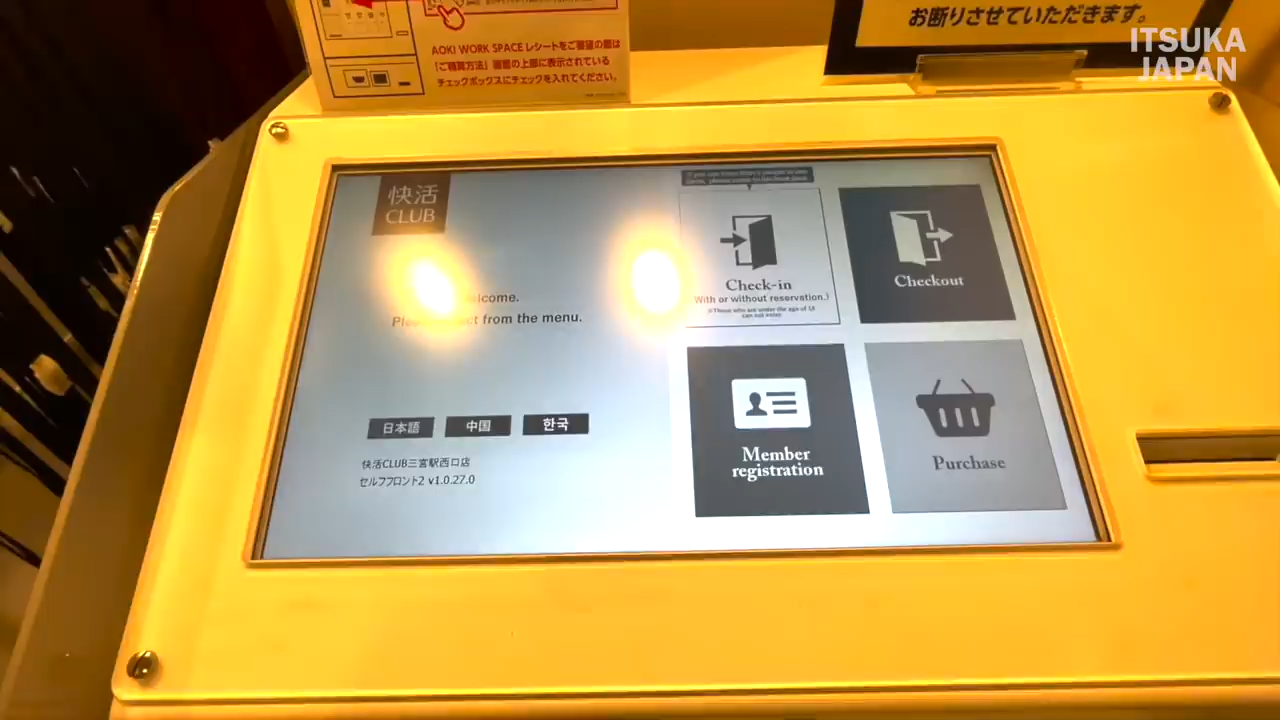 AOKI WORK SPACE レシートをご要望の際は
「ご精算方法」画面の上部に表示されている
チェックボックスにチェックを入れてください。
お断りさせていただきます。
ITSUKA
JAPAN
快活
CLUB
elcome.
ct from the menu.
日本語
中国
한국
快活CLUB三宮駅西口店
セルフフロント2 v1.0.27.0
Check-in
With or without reservation.)
※Those who are under the age of 18
can not enter
Checkout
Member
registration
Purchase